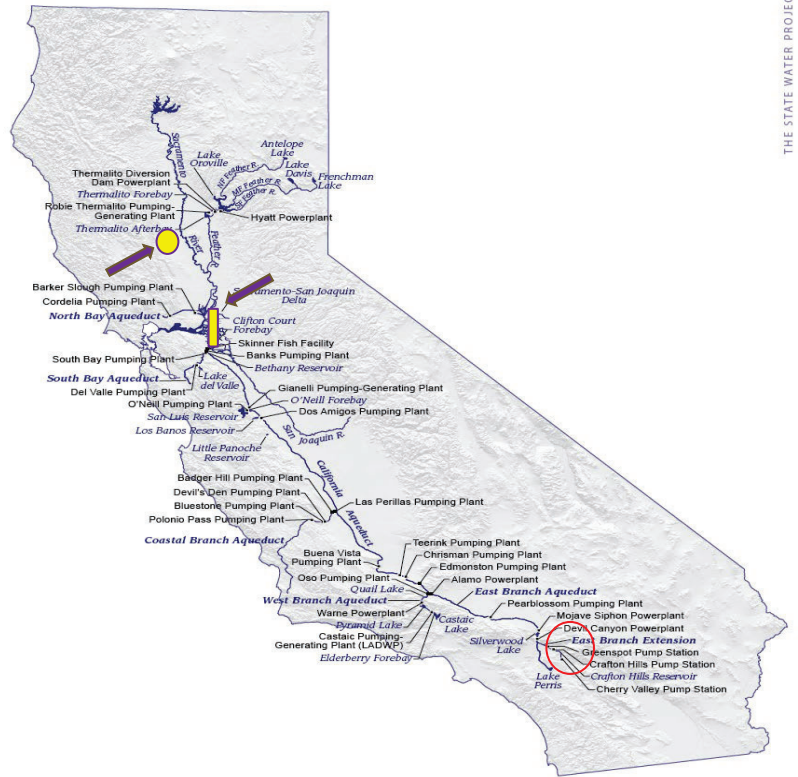 THE STATE WATER PROJEC
Sacramento
River
Lake
Oroville
Antelope
Lake
Lake
Davis
Frenchman
Lake
NF Feather R.
MF Feather R.
SF Feather R.
Thermalito Diversion
Dam Powerplant
Thermalito Forebay
Robie Thermalito Pumping-
Generating Plant
Thermalito Afterbay
Hyatt Powerplant
Feather R.
Barker Slough Pumping Plant
Cordelia Pumping Plant
North Bay Aqueduct
Sacramento-San Joaquin
Delta
Clifton Court
Forebay
Skinner Fish Facility
Banks Pumping Plant
Bethany Reservoir
South Bay Pumping Plant
South Bay Aqueduct
Lake
del Valle
Del Valle Pumping Plant
Gianelli Pumping-Generating Plant
O'Neill Forebay
O'Neill Pumping Plant
San Luis Reservoir
Dos Amigos Pumping Plant
Los Banos Reservoir
Little Panoche
Reservoir
San
Joaquin R.
California
Aqueduct
Badger Hill Pumping Plant
Devil's Den Pumping Plant
Bluestone Pumping Plant
Polonio Pass Pumping Plant
Las Perillas Pumping Plant
Coastal Branch Aqueduct
Buena Vista
Pumping Plant
Teerink Pumping Plant
Chrisman Pumping Plant
Edmonston Pumping Plant
Alamo Powerplant
Oso Pumping Plant
Quail Lake
West Branch Aqueduct
East Branch Aqueduct
Warne Powerplant
Pyramid Lake
Castaic
Lake
Castaic Pumping-
Generating Plant (LADWP)
Elderberry Forebay
Pearblossom Pumping Plant
Mojave Siphon Powerplant
Devil Canyon Powerplant
Silverwood
Lake
East Branch Extension
Greenspot Pump Station
Crafton Hills Pump Station
Crafton Hills Reservoir
Cherry Valley Pump Station
Lake
Perris